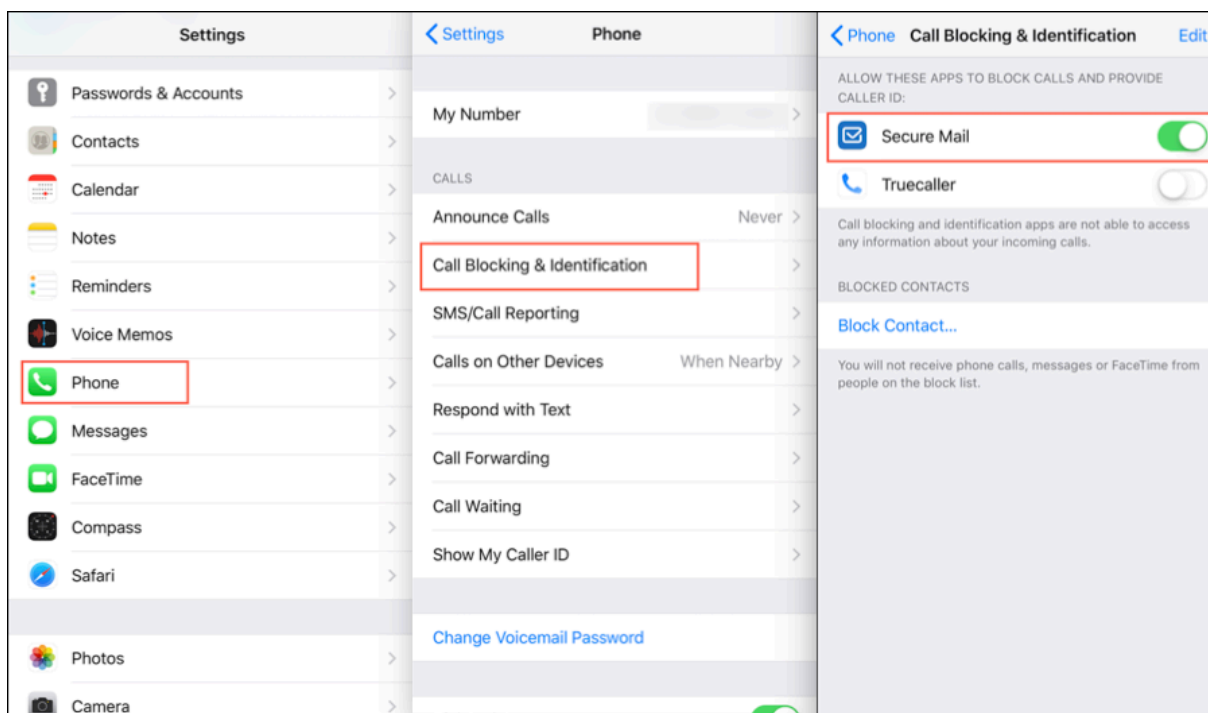 Settings
Passwords & Accounts
Contacts
Calendar
Notes
Reminders
Voice Memos
Phone
Messages
FaceTime
Compass
Safari
Photos
Camera
Settings
Phone
My Number
CALLS
Announce Calls Never
Call Blocking & Identification
SMS/Call Reporting
Calls on Other Devices When Nearby
Respond with Text
Call Forwarding
Call Waiting
Show My Caller ID
Change Voicemail Password
Phone Call Blocking & Identification Edit
ALLOW THESE APPS TO BLOCK CALLS AND PROVIDE
CALLER ID:
Secure Mail
Truecaller
Call blocking and identification apps are not able to access
any information about your incoming calls.
BLOCKED CONTACTS
Block Contact...
You will not receive phone calls, messages or FaceTime from
people on the block list.